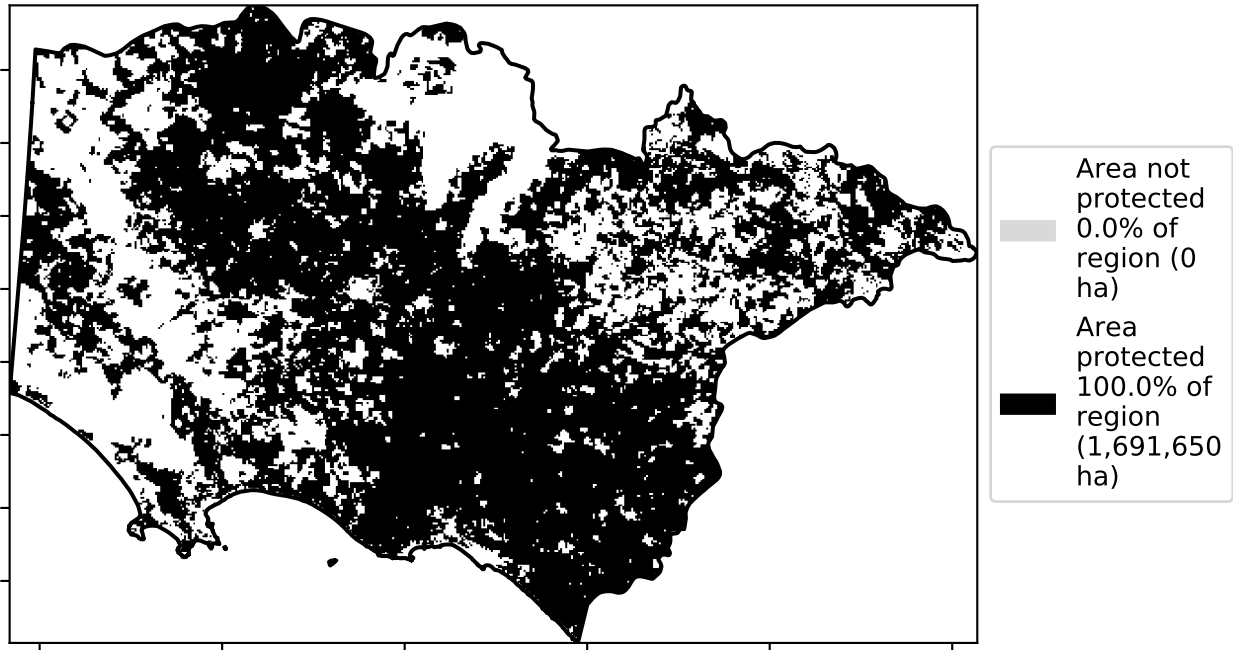 Area not
protected
0.0% of
region (0
ha)
Area
protected
100.0% of
region
(1,691,650
ha)